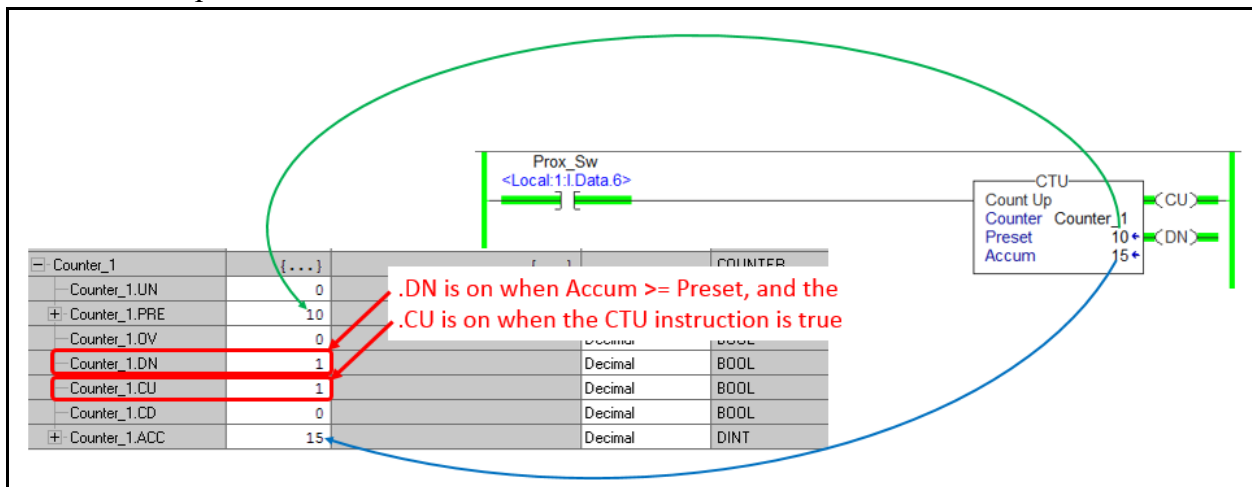 Prox_Sw
<Local:1:I.Data.6>
CTU
Count Up
Counter Counter_1
Preset 10
Accum 15
CU
DN
Counter_1 {...} COUNTER
Counter_1.UN 0
Counter_1.PRE 10
Counter_1.OV 0 Decimal BOOL
Counter_1.DN 1 Decimal BOOL
Counter_1.CU 1 Decimal BOOL
Counter_1.CD 0 Decimal BOOL
Counter_1.ACC 15 Decimal DINT
.DN is on when Accum >= Preset, and the
.CU is on when the CTU instruction is true